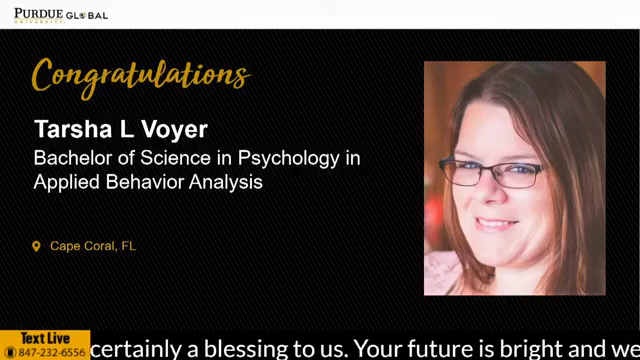 PURDUE GLOBAL
UNIVERSITY
Congratulations
Tarsha L Voyer
Bachelor of Science in Psychology in
Applied Behavior Analysis
Cape Coral, FL
Text Live
847-232-6556
certainly a blessing to us. Your future is bright and we